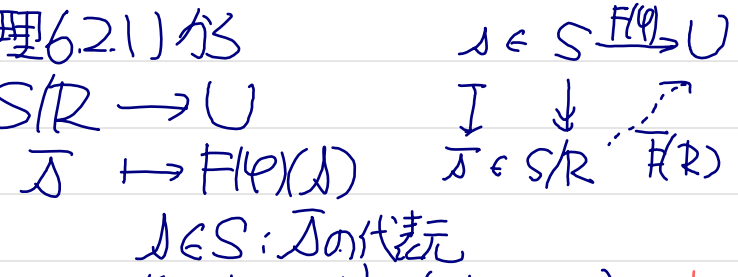 理6.2.1)から
s ∈ S F(φ)→ U
S/R → U
s̄ ↦ F(φ)(s)
s̄ ∈ S/R F(R)
s∈S : s̄の代表元